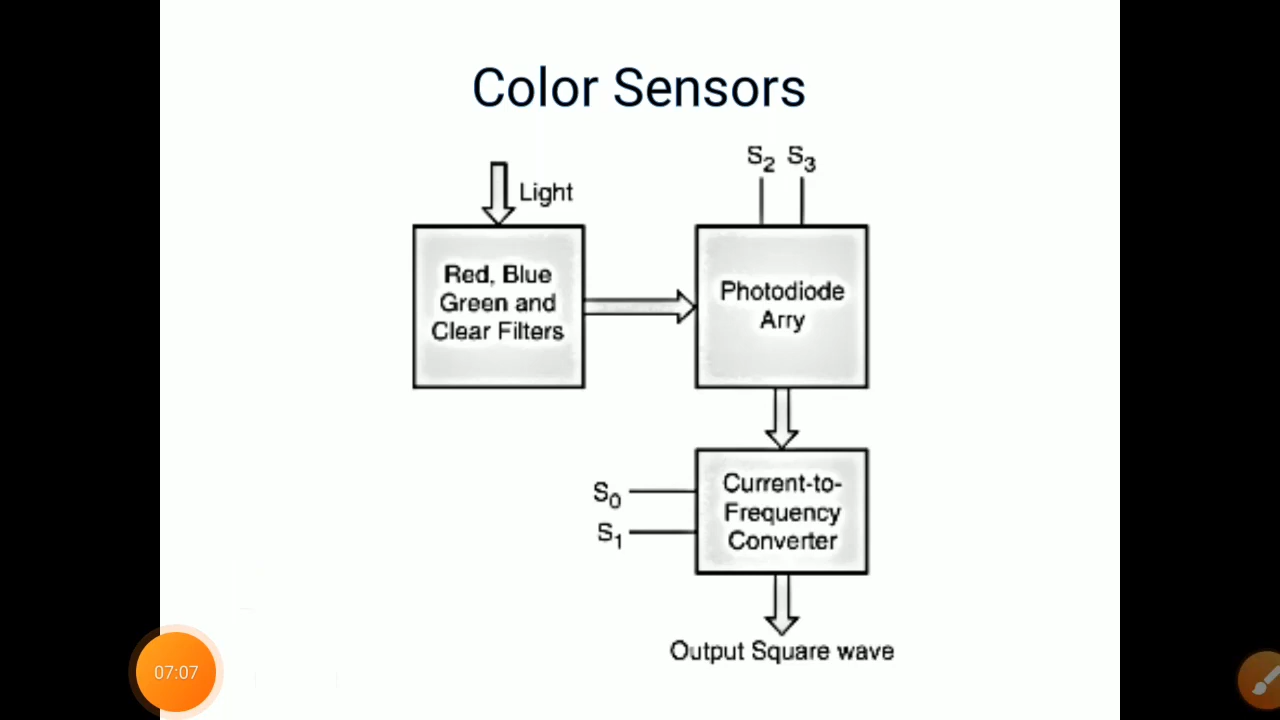 Color Sensors
S2 S3
Light
Red, Blue
Green and
Clear Filters
Photodiode
Arry
S0
S1
Current-to-
Frequency
Converter
Output Square wave
07:07